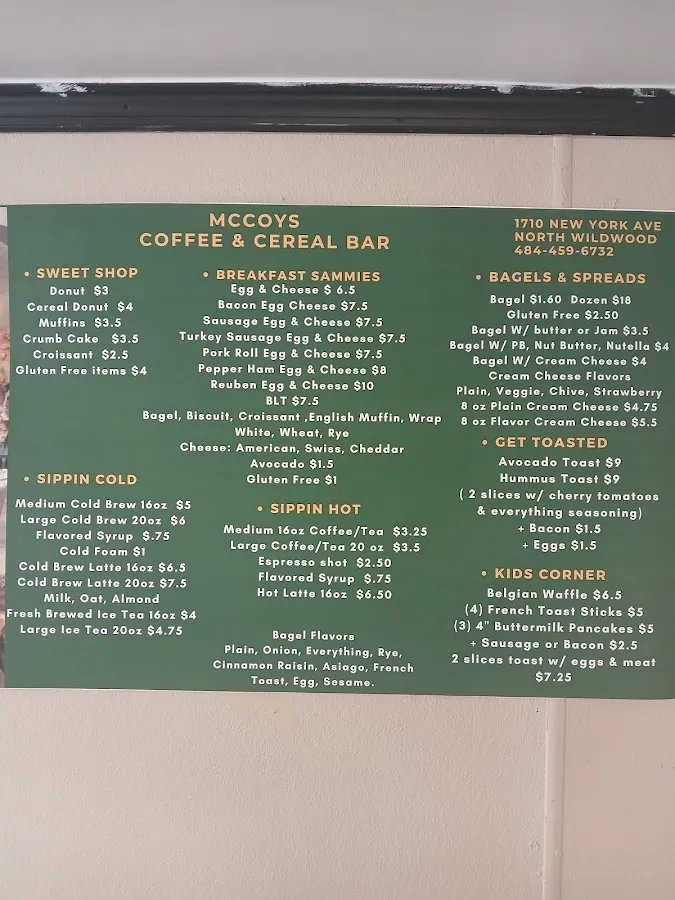 MCCOYS
COFFEE & CEREAL BAR
1710 NEW YORK AVE
NORTH WILDWOOD
484-459-6732
• SWEET SHOP
Donut $3
Cereal Donut $4
Muffins $3.5
Crumb Cake $3.5
Croissant $2.5
Gluten Free items $4
• BREAKFAST SAMMIES
Egg & Cheese $ 6.5
Bacon Egg Cheese $7.5
Sausage Egg & Cheese $7.5
Turkey Sausage Egg & Cheese $7.5
Pork Roll Egg & Cheese $7.5
Pepper Ham Egg & Cheese $8
Reuben Egg & Cheese $10
BLT $7.5
Bagel, Biscuit, Croissant ,English Muffin, Wrap
White, Wheat, Rye
Cheese: American, Swiss, Cheddar
Avocado $1.5
Gluten Free $1
• BAGELS & SPREADS
Bagel $1.60 Dozen $18
Gluten Free $2.50
Bagel W/ butter or Jam $3.5
Bagel W/ PB, Nut Butter, Nutella $4
Bagel W/ Cream Cheese $4
Cream Cheese Flavors
Plain, Veggie, Chive, Strawberry
8 oz Plain Cream Cheese $4.75
8 oz Flavor Cream Cheese $5.5
• GET TOASTED
Avocado Toast $9
Hummus Toast $9
( 2 slices w/ cherry tomatoes
& everything seasoning)
+ Bacon $1.5
+ Eggs $1.5
• SIPPIN COLD
Medium Cold Brew 16oz $5
Large Cold Brew 20oz $6
Flavored Syrup $.75
Cold Foam $1
Cold Brew Latte 16oz $6.5
Cold Brew Latte 20oz $7.5
Milk, Oat, Almond
Fresh Brewed Ice Tea 16oz $4
Large Ice Tea 20oz $4.75
• SIPPIN HOT
Medium 16oz Coffee/Tea $3.25
Large Coffee/Tea 20 oz $3.5
Espresso shot $2.50
Flavored Syrup $.75
Hot Latte 16oz $6.50
Bagel Flavors
Plain, Onion, Everything, Rye,
Cinnamon Raisin, Asiago, French
Toast, Egg, Sesame.
• KIDS CORNER
Belgian Waffle $6.5
(4) French Toast Sticks $5
(3) 4" Buttermilk Pancakes $5
+ Sausage or Bacon $2.5
2 slices toast w/ eggs & meat
$7.25